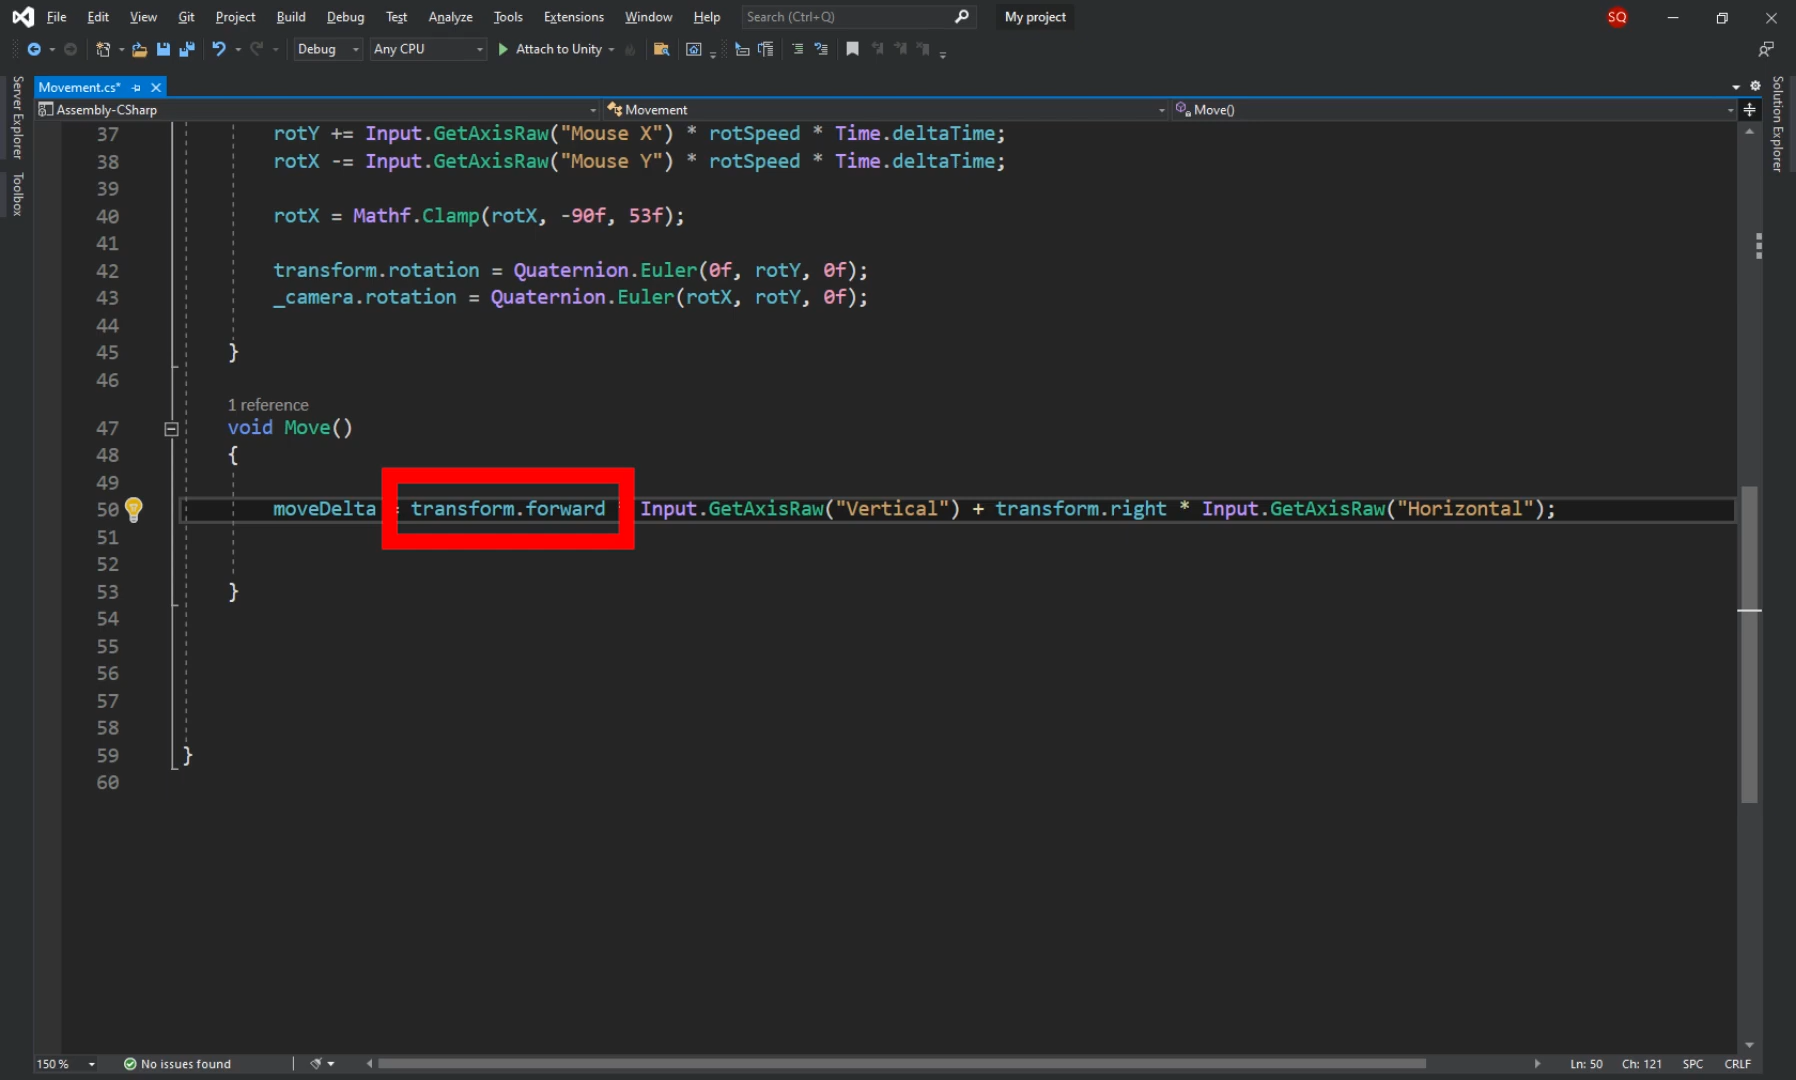 File Edit View Git Project Build Debug Test Analyze Tools Extensions Window Help Search (Ctrl+Q) My project SQ
Debug Any CPU Attach to Unity
Movement.cs*
Assembly-CSharp Movement Move()
Server Explorer
Toolbox
Solution Explorer
37 rotY += Input.GetAxisRaw("Mouse X") * rotSpeed * Time.deltaTime;
38 rotX -= Input.GetAxisRaw("Mouse Y") * rotSpeed * Time.deltaTime;
39
40 rotX = Mathf.Clamp(rotX, -90f, 53f);
41
42 transform.rotation = Quaternion.Euler(0f, rotY, 0f);
43 _camera.rotation = Quaternion.Euler(rotX, rotY, 0f);
44
45 }
46
1 reference
47 void Move()
48 {
49
50 moveDelta = transform.forward * Input.GetAxisRaw("Vertical") + transform.right * Input.GetAxisRaw("Horizontal");
51
52
53 }
54
55
56
57
58
59 }
60
150 % No issues found Ln: 50 Ch: 121 SPC CRLF